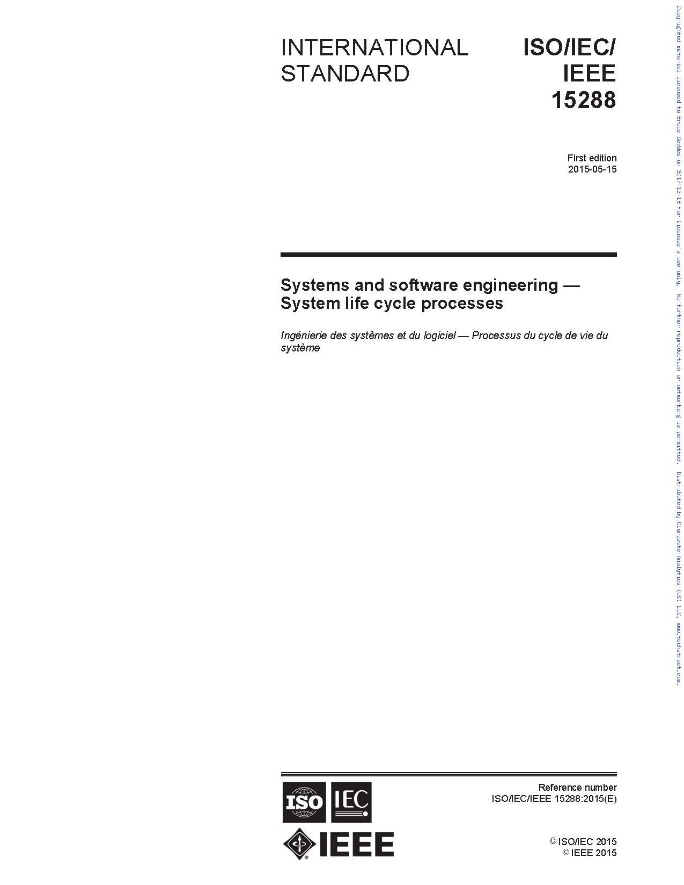 INTERNATIONAL
STANDARD
ISO/IEC/
IEEE
15288
First edition
2015-05-15
Systems and software engineering —
System life cycle processes
Ingénierie des systèmes et du logiciel — Processus du cycle de vie du
système
ISO
IEC
IEEE
Reference number
ISO/IEC/IEEE 15288:2015(E)
© ISO/IEC 2015
© IEEE 2015